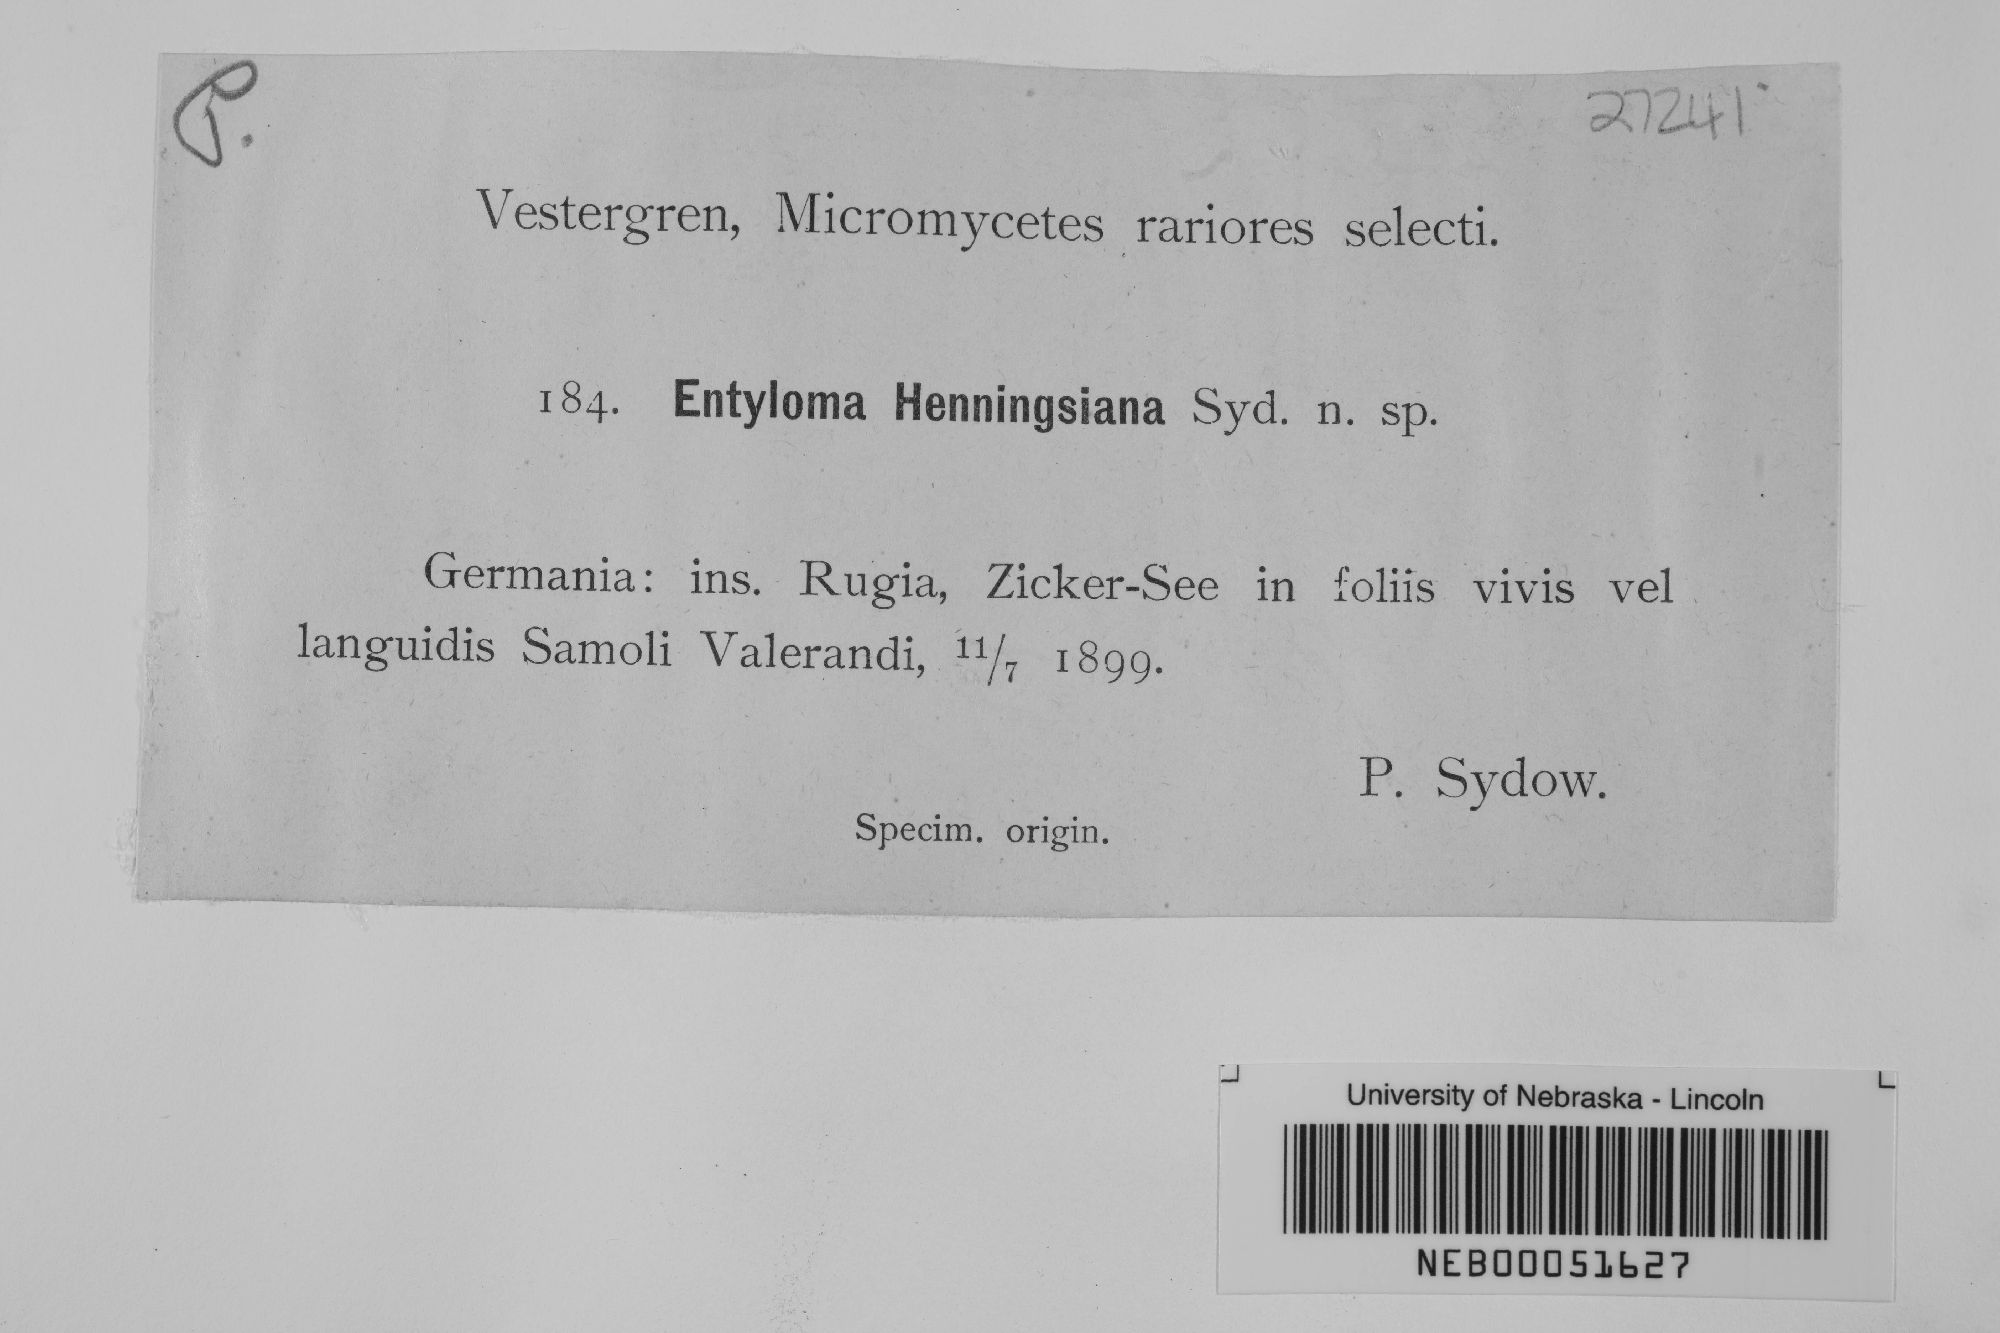 P.
27241
Vestergren, Micromycetes rariores selecti.
184. Entyloma Henningsiana Syd. n. sp.
Germania: ins. Rugia, Zicker-See in foliis vivis vel
languidis Samoli Valerandi, 11/7 1899.
P. Sydow.
Specim. origin.
University of Nebraska - Lincoln
NEB00051627